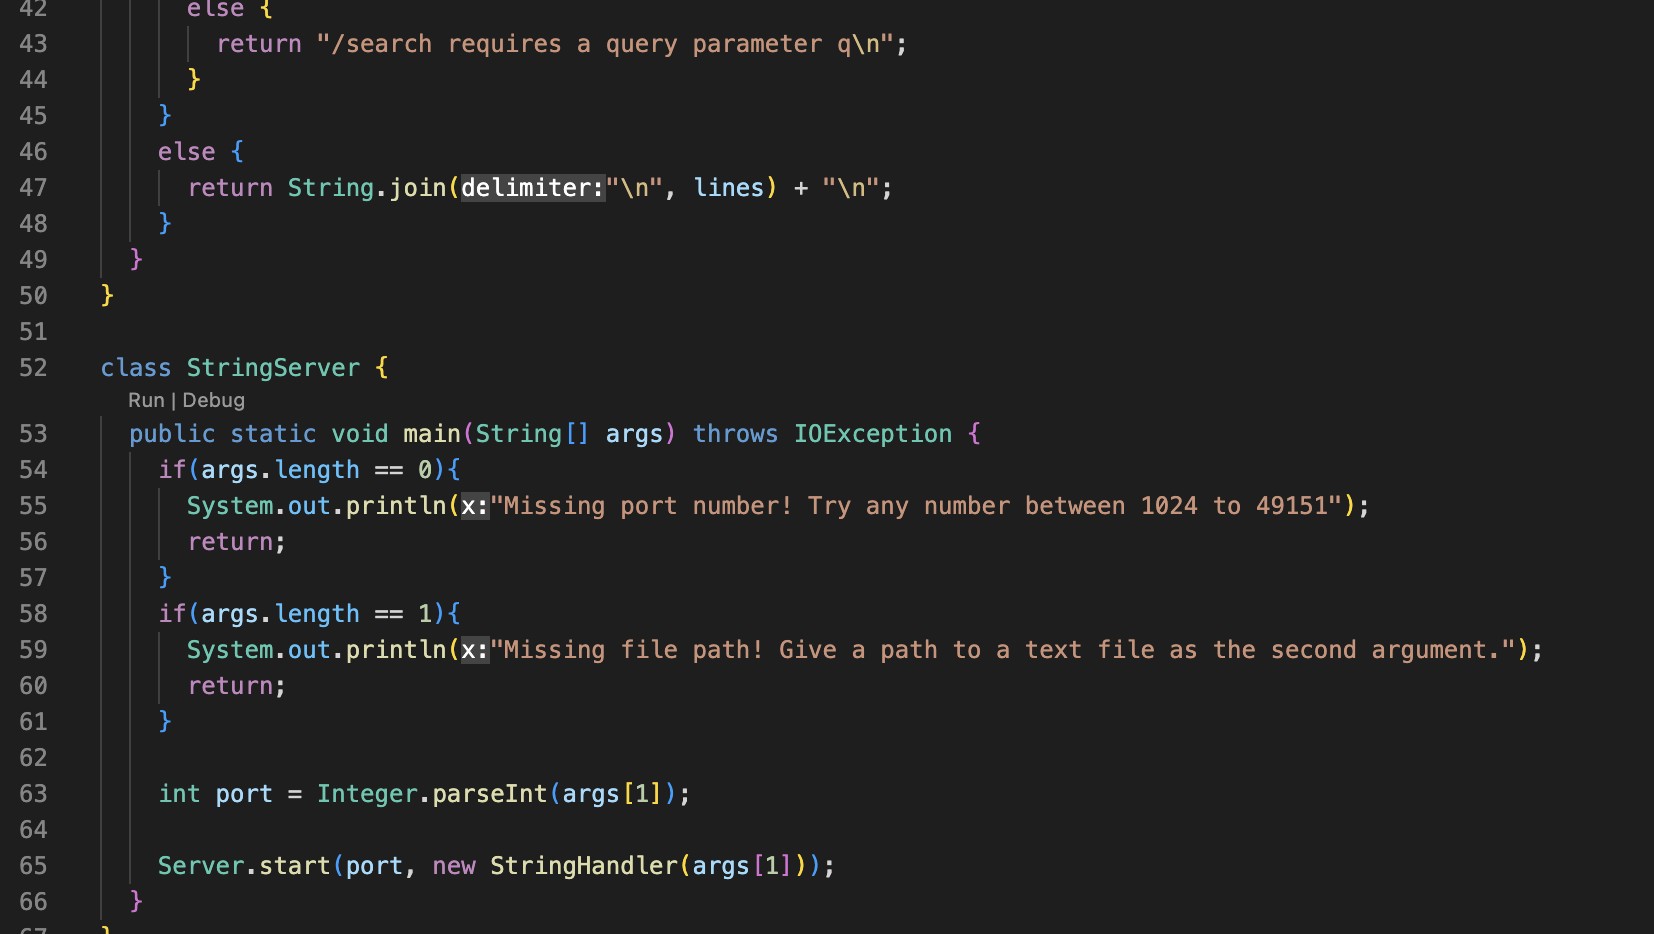 42 else {
43 return "/search requires a query parameter q\n";
44 }
45 }
46 else {
47 return String.join(delimiter:"\n", lines) + "\n";
48 }
49 }
50 }
51
52 class StringServer {
Run | Debug
53 public static void main(String[] args) throws IOException {
54 if(args.length == 0){
55 System.out.println(x:"Missing port number! Try any number between 1024 to 49151");
56 return;
57 }
58 if(args.length == 1){
59 System.out.println(x:"Missing file path! Give a path to a text file as the second argument.");
60 return;
61 }
62
63 int port = Integer.parseInt(args[1]);
64
65 Server.start(port, new StringHandler(args[1]));
66 }
67 }